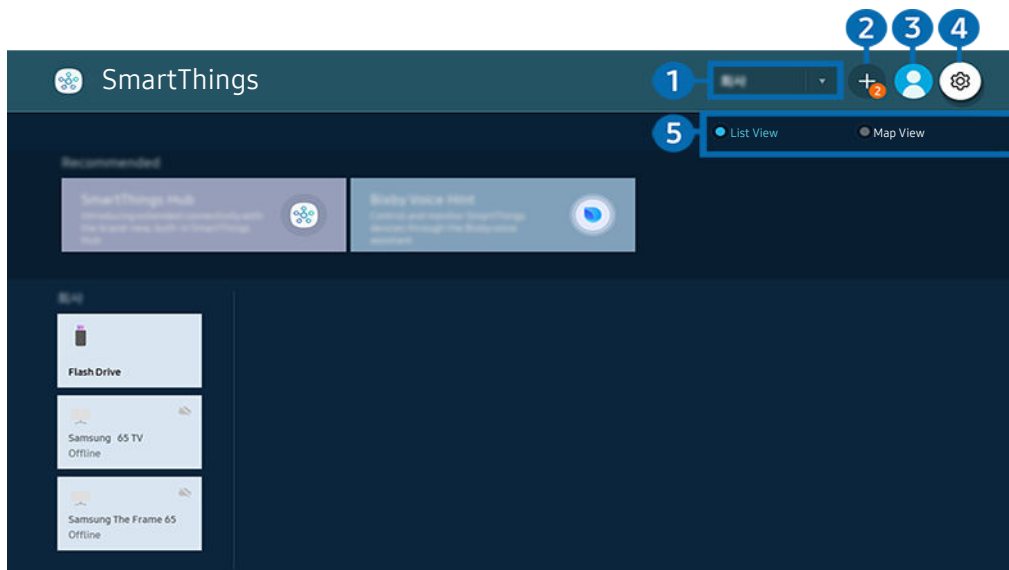 2 3 4
SmartThings
1
2
5
List View
Map View
Recommended
SmartThings Hub
Bixby Voice Hint
Flash Drive
Samsung 65 TV
Offline
Samsung The Frame 65
Offline